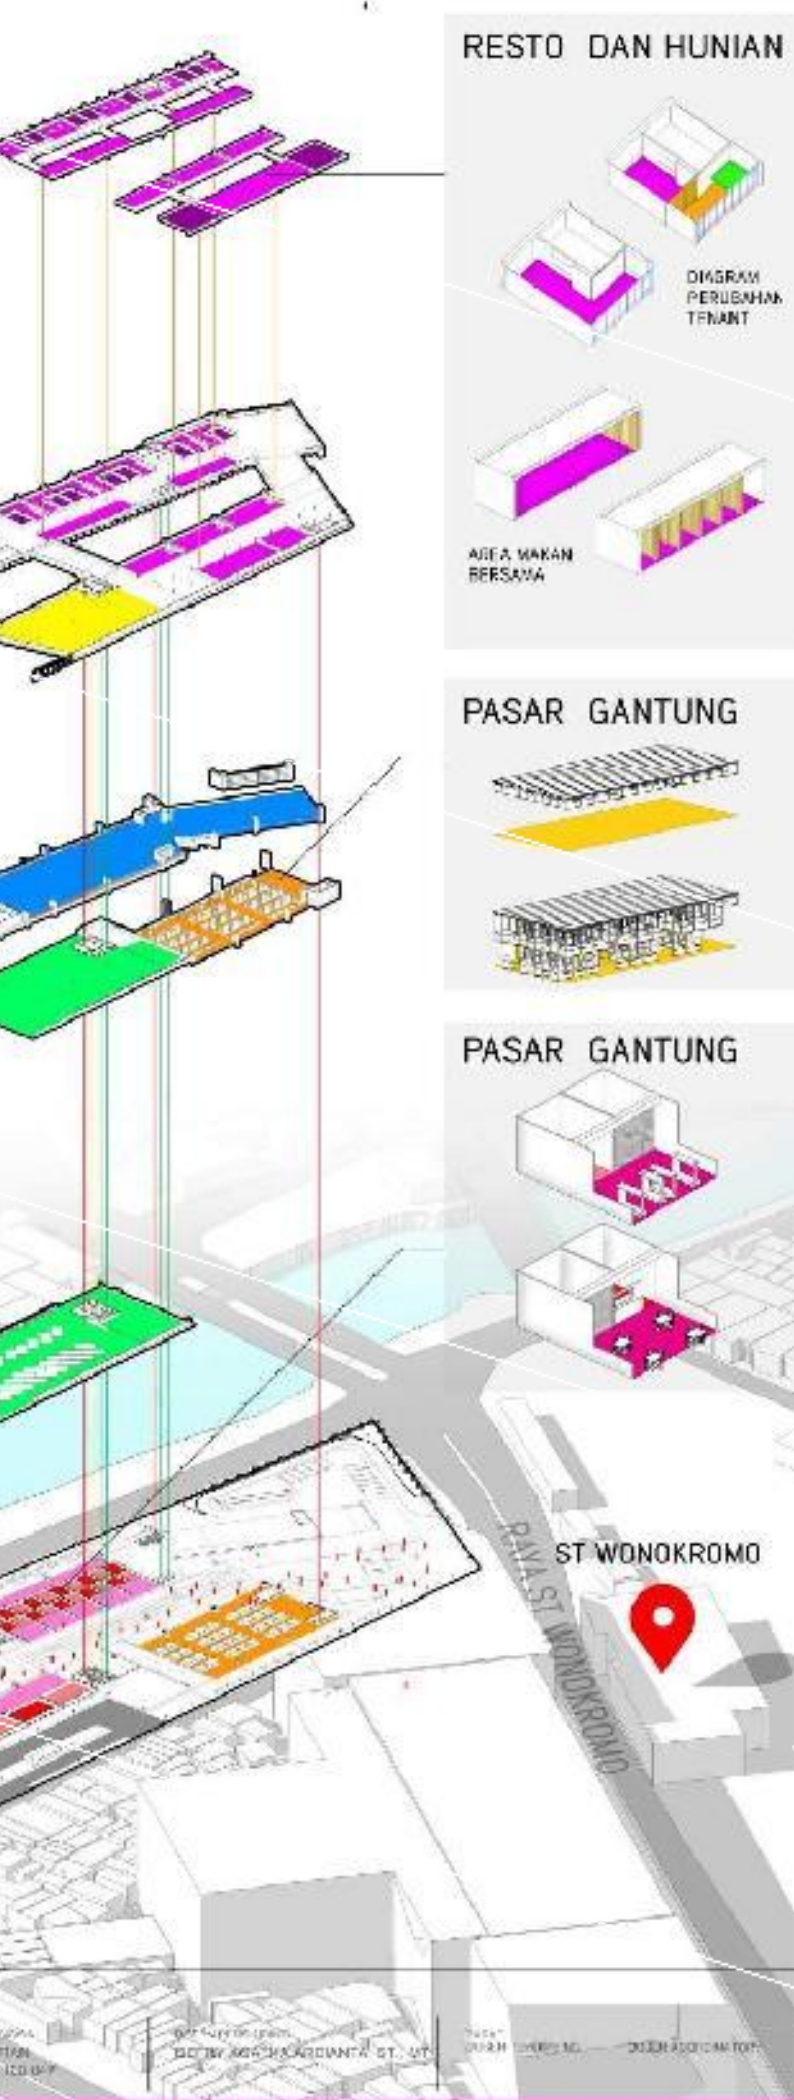 RESTO DAN HUNIAN
DIAGRAM
PERUBAHAN
TENANT
AREA MAKAN
BERSAMA
PASAR GANTUNG
PASAR GANTUNG
ST WONOKROMO
RAYA ST WONOKROMO